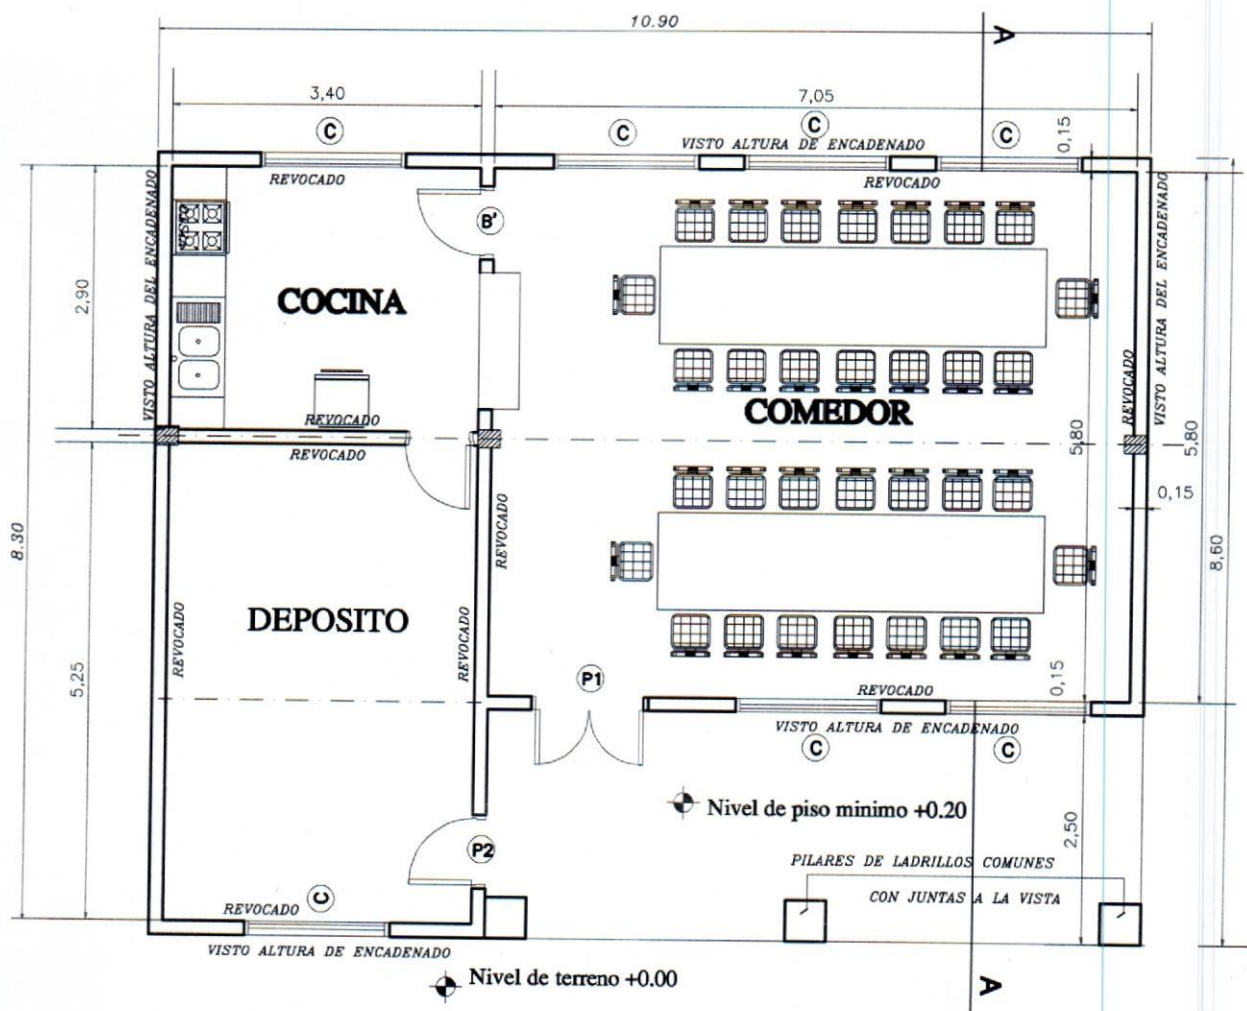 10.90
A
3,40
7,05
C
C
C
C
0,15
VISTO ALTURA DE ENCADENADO
REVOCADO
REVOCADO
VISTO ALTURA DEL ENCADENADO
VISTO ALTURA DEL ENCADENADO
B'
2,90
COCINA
REVOCADO
COMEDOR
REVOCADO
REVOCADO
5,80
5,80
0,15
REVOCADO
8.30
8,60
DEPOSITO
REVOCADO
REVOCADO
5,25
P1
0,15
REVOCADO
VISTO ALTURA DE ENCADENADO
C
C
Nivel de piso minimo +0.20
2,50
P2
PILARES DE LADRILLOS COMUNES
CON JUNTAS A LA VISTA
C
REVOCADO
VISTO ALTURA DE ENCADENADO
Nivel de terreno +0.00
A